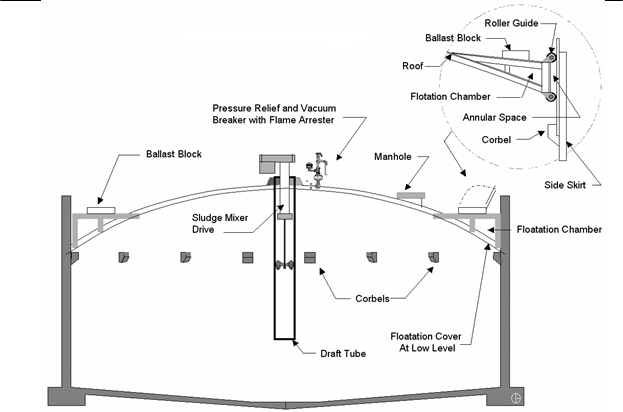 Roller Guide
Ballast Block
Roof
Flotation Chamber
Annular Space
Corbel
Side Skirt
Pressure Relief and Vacuum
Breaker with Flame Arrester
Ballast Block
Manhole
Sludge Mixer
Drive
Floatation Chamber
Corbels
Floatation Cover
At Low Level
Draft Tube